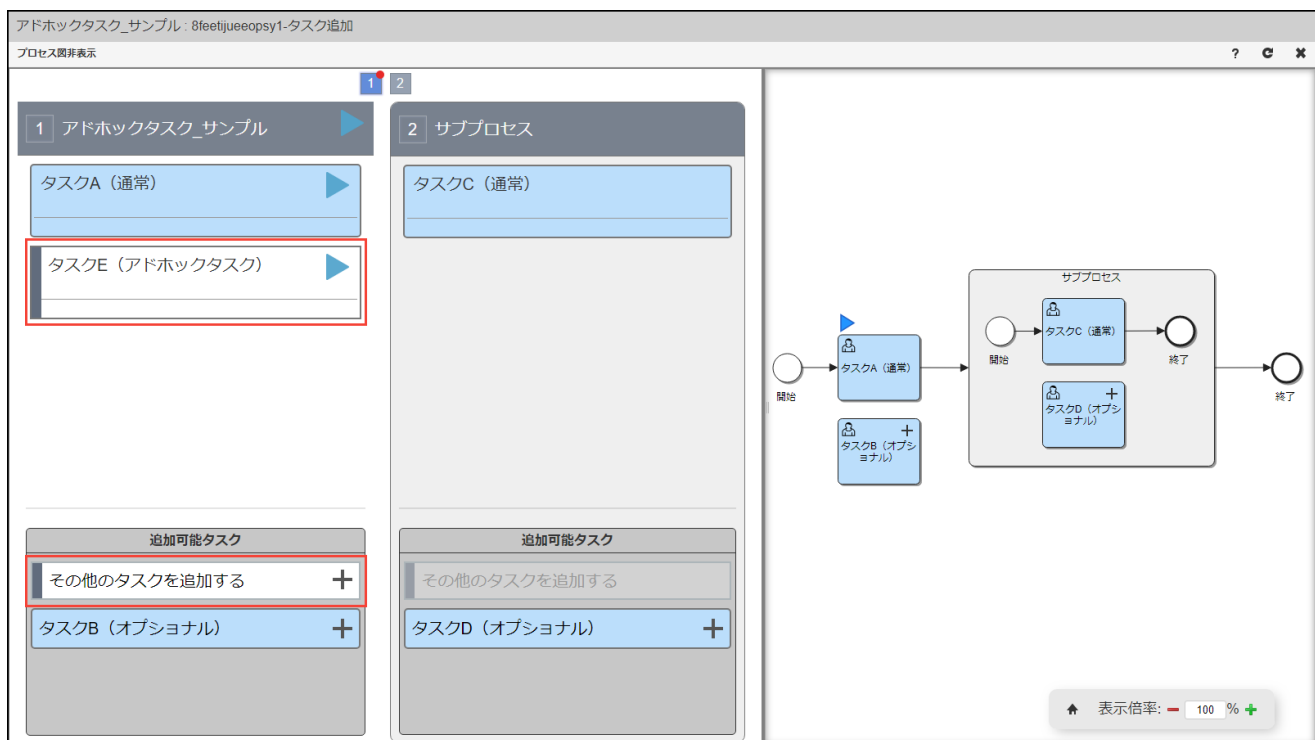 アドホックタスク_サンプル : 8feetijueeopsy1-タスク追加
プロセス図非表示
?
1 2
1 アドホックタスク_サンプル
タスクA（通常）
タスクE（アドホックタスク）
追加可能タスク
その他のタスクを追加する
タスクB（オプショナル）
2 サブプロセス
タスクC（通常）
追加可能タスク
その他のタスクを追加する
タスクD（オプショナル）
開始
タスクA（通常）
タスクB（オプシ
ョナル）
サブプロセス
開始
タスクC（通常）
終了
タスクD（オプシ
ョナル）
終了
表示倍率: 100 %